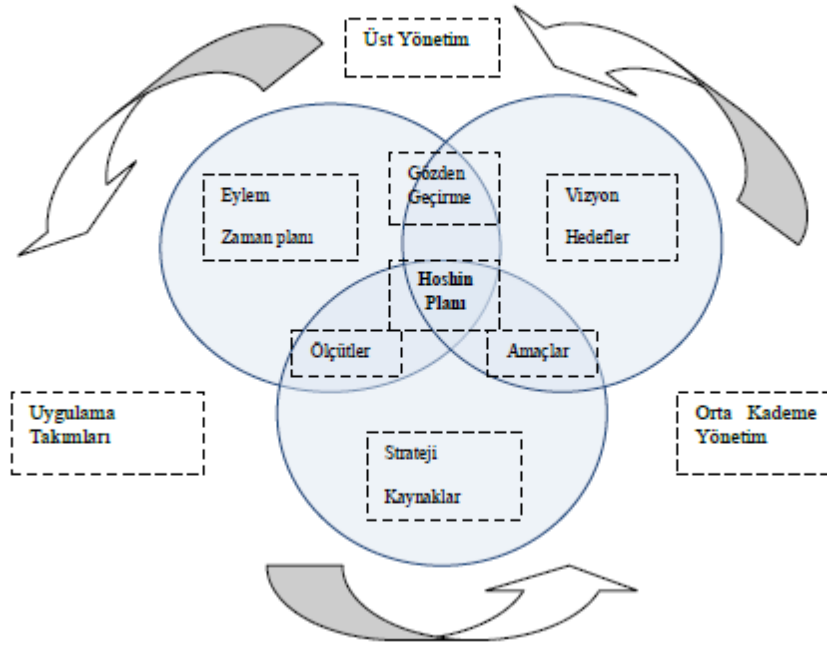 Üst Yönetim
Gözden
Geçirme
Eylem
Zaman planı
Vizyon
Hedefler
Hoshin
Planı
Ölçütler
Amaçlar
Uygulama
Takımları
Orta Kademe
Yönetim
Strateji
Kaynaklar